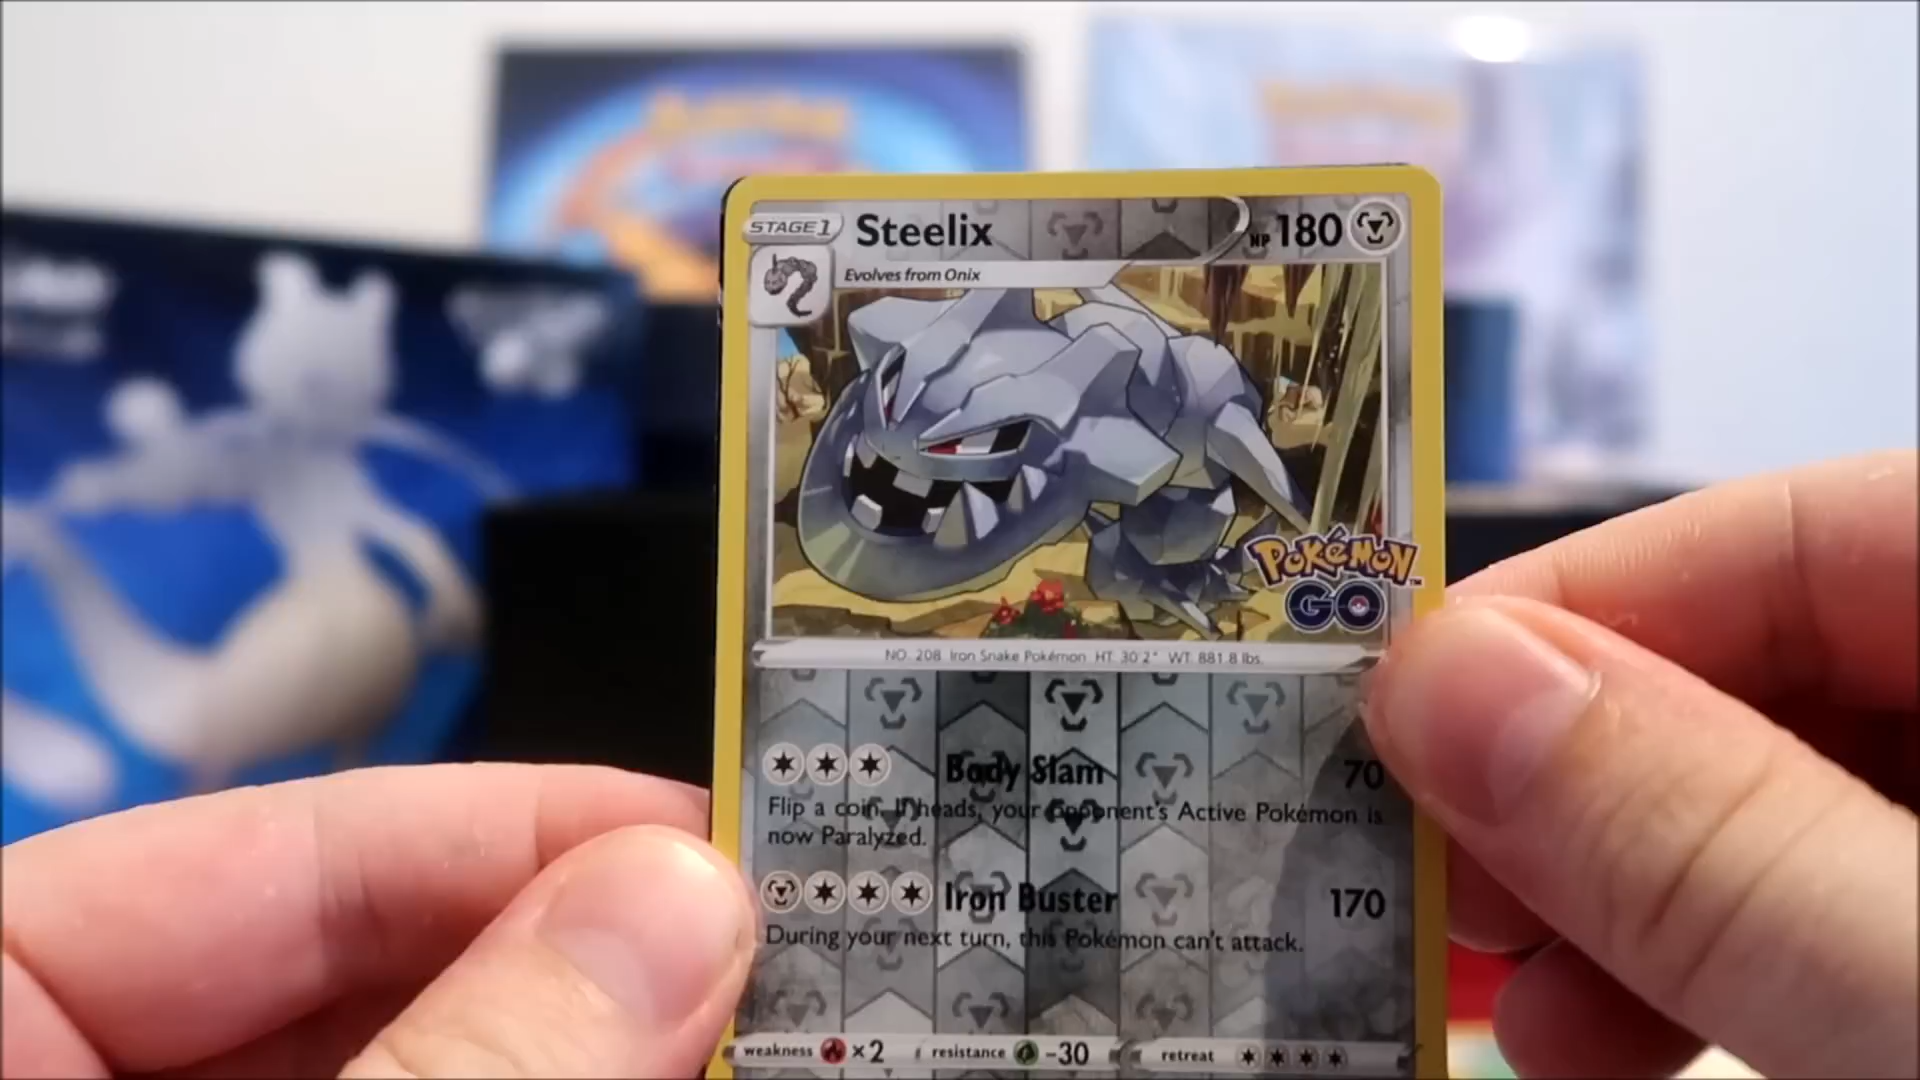 STAGE 1 Steelix HP 180
Evolves from Onix
POKéMON™
GO
NO. 208 Iron Snake Pokémon HT: 30'2" WT: 881.8 lbs.
Body Slam 70
Flip a coin. If heads, your opponent's Active Pokémon is
now Paralyzed.
Iron Buster 170
During your next turn, this Pokémon can't attack.
weakness ×2 resistance -30 retreat